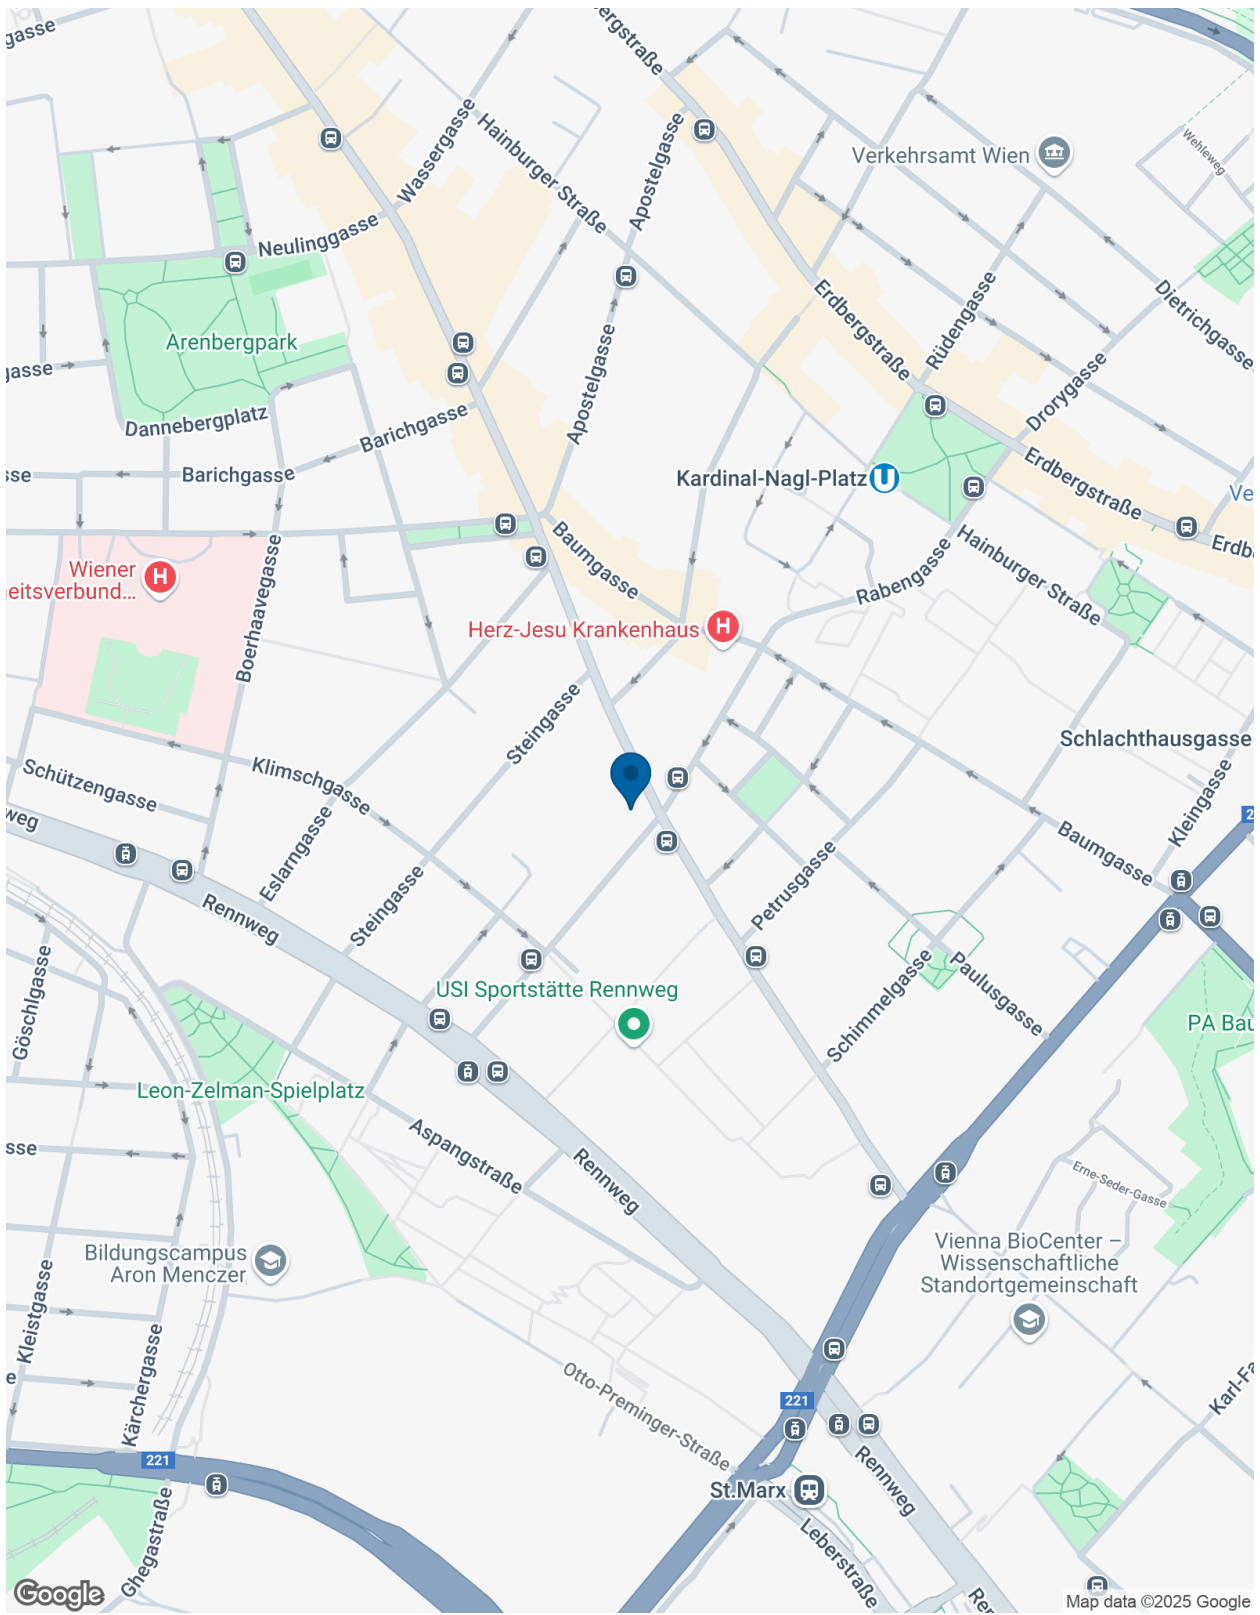 gasse
Erdbergstraße
Wassergasse
Hainburger Straße
Apostelgasse
Verkehrsamt Wien
Wehleweg
Neulinggasse
Arenbergpark
Erdbergstraße
Rüdengasse
Dietrichgasse
gasse
Dannebergplatz
Barichgasse
Apostelgasse
Drorygasse
sse
Barichgasse
Kardinal-Nagl-Platz
U
Erdbergstraße
Ve
Baumgasse
Hainburger Straße
Erdb
Wiener
eitsverbund...
H
Boerhaavegasse
Rabengasse
Herz-Jesu Krankenhaus
H
Steingasse
Schlachthausgasse
Schützengasse
Klimschgasse
Kleingasse
weg
2
Eslarngasse
Baumgasse
Steingasse
Petrusgasse
Rennweg
Göschlgasse
USI Sportstätte Rennweg
Schimmelgasse
Paulusgasse
PA Bau
Leon-Zelman-Spielplatz
Aspangstraße
sse
Rennweg
Erne-Seder-Gasse
Bildungscampus
Aron Menczer
Vienna BioCenter –
Wissenschaftliche
Standortgemeinschaft
Kleistgasse
Kärchergasse
e
Otto-Preminger-Straße
Karl-Fa
221
221
Rennweg
St.Marx
Leberstraße
Ghegastraße
Ren
Google
Map data ©2025 Google